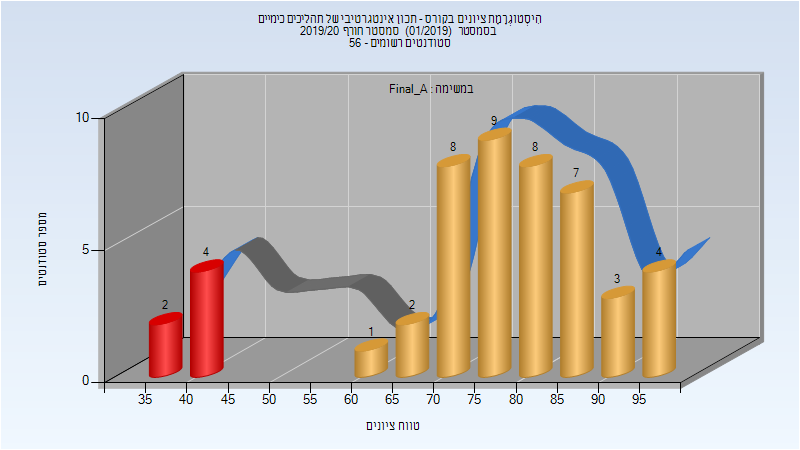 היסטוגרמת ציונים בקורס - תכון אינטגרטיבי של תהליכים כימיים
בסמסטר (01/2019) סמסטר חורף 2019/20
סטודנטים רשומים - 56
במשימה : Final_A
מספר סטודנטים
10
5
0
2
4
1
2
8
9
8
7
3
4
35 40 45 50 55 60 65 70 75 80 85 90 95
טווח ציונים